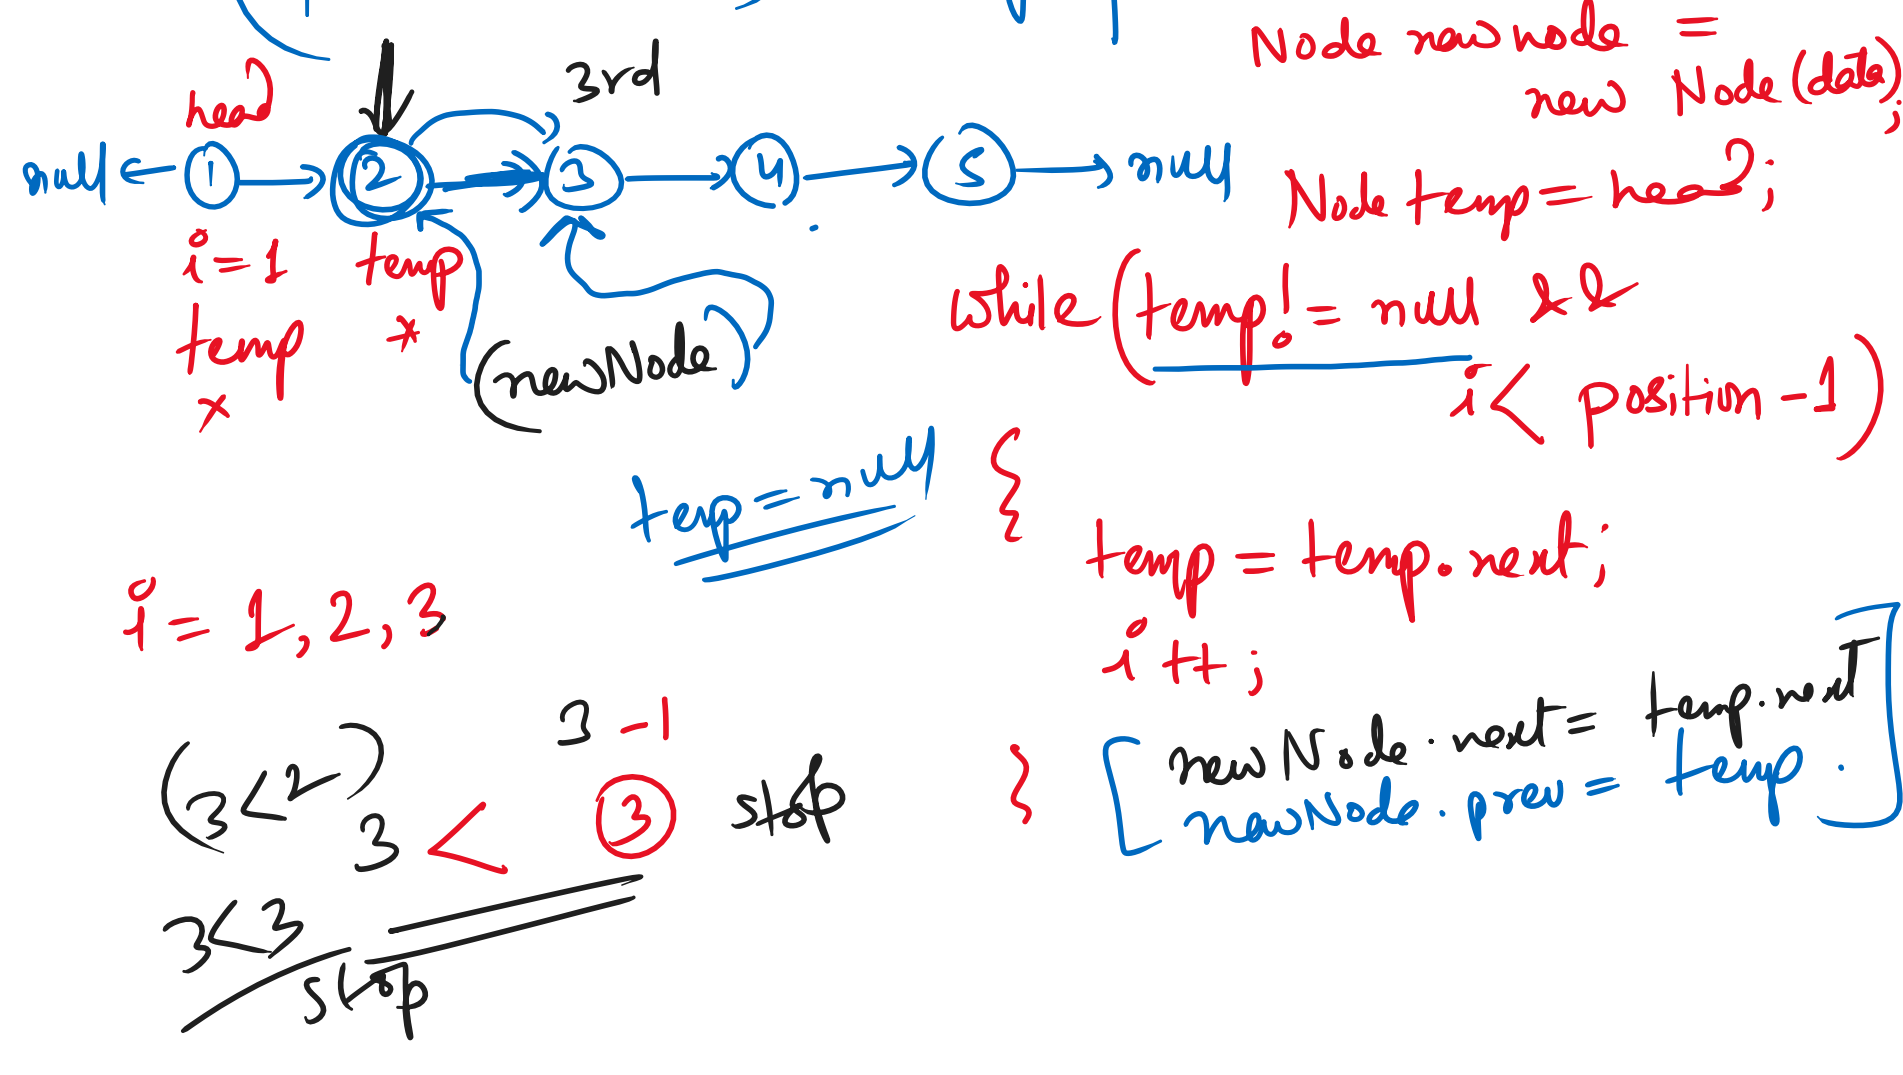 head
3rd
null 1 2 3 4 5 null
i=1 temp
temp
x
x
(newNode)
temp = null
i = 1, 2, 3
3 -1
(3<2)
3 < 3 stop
3<3
stop
Node newnode =
new Node(data);
Node temp = head;
while (temp! = null &&
i < position -1)
{
temp = temp.next;
i ++ ;
}
[newNode.next = temp.next
newNode.prev = temp.]